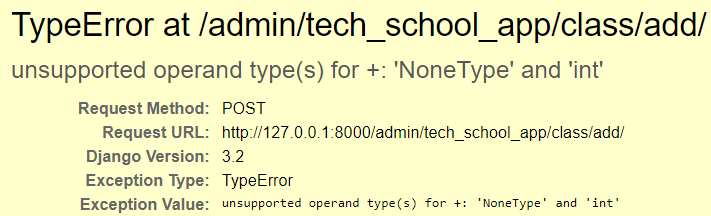 TypeError at /admin/tech_school_app/class/add/
unsupported operand type(s) for +: 'NoneType' and 'int'
Request Method: POST
Request URL: http://127.0.0.1:8000/admin/tech_school_app/class/add/
Django Version: 3.2
Exception Type: TypeError
Exception Value: unsupported operand type(s) for +: 'NoneType' and 'int'